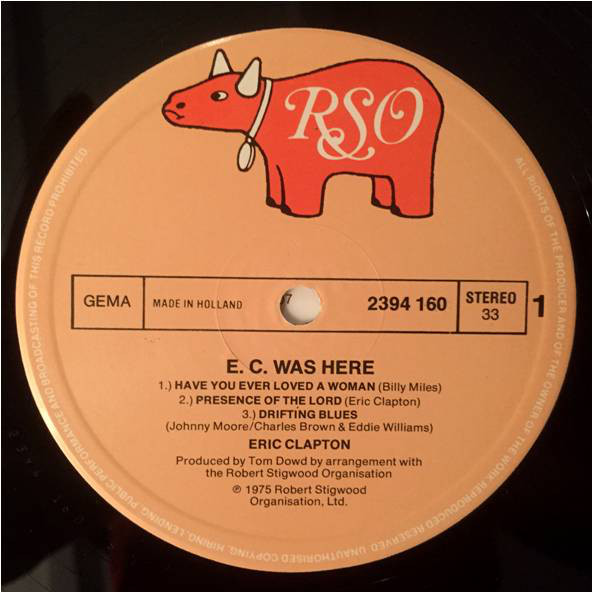 RSO
GEMA
MADE IN HOLLAND
2394 160
STEREO
33
1
E. C. WAS HERE
1.) HAVE YOU EVER LOVED A WOMAN (Billy Miles)
2.) PRESENCE OF THE LORD (Eric Clapton)
3.) DRIFTING BLUES
(Johnny Moore/Charles Brown & Eddie Williams)
ERIC CLAPTON
Produced by Tom Dowd by arrangement with
the Robert Stigwood Organisation
℗ 1975 Robert Stigwood
Organisation, Ltd.
ALL RIGHTS OF THE PRODUCER AND OF THE OWNER OF THE WORK REPRODUCED RESERVED. UNAUTHORISED COPYING, HIRING, LENDING, PUBLIC PERFORMANCE AND BROADCASTING OF THIS RECORD PROHIBITED